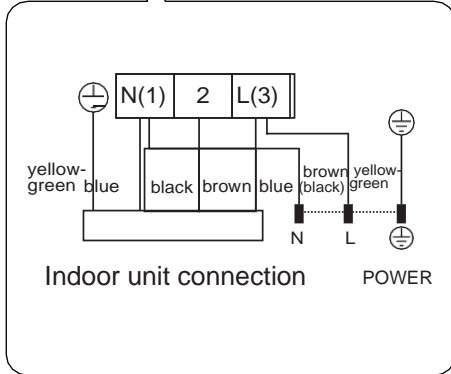 N(1) 2 L(3)
yellow-
green blue black brown blue brown
(black) yellow-
green
N L
Indoor unit connection POWER